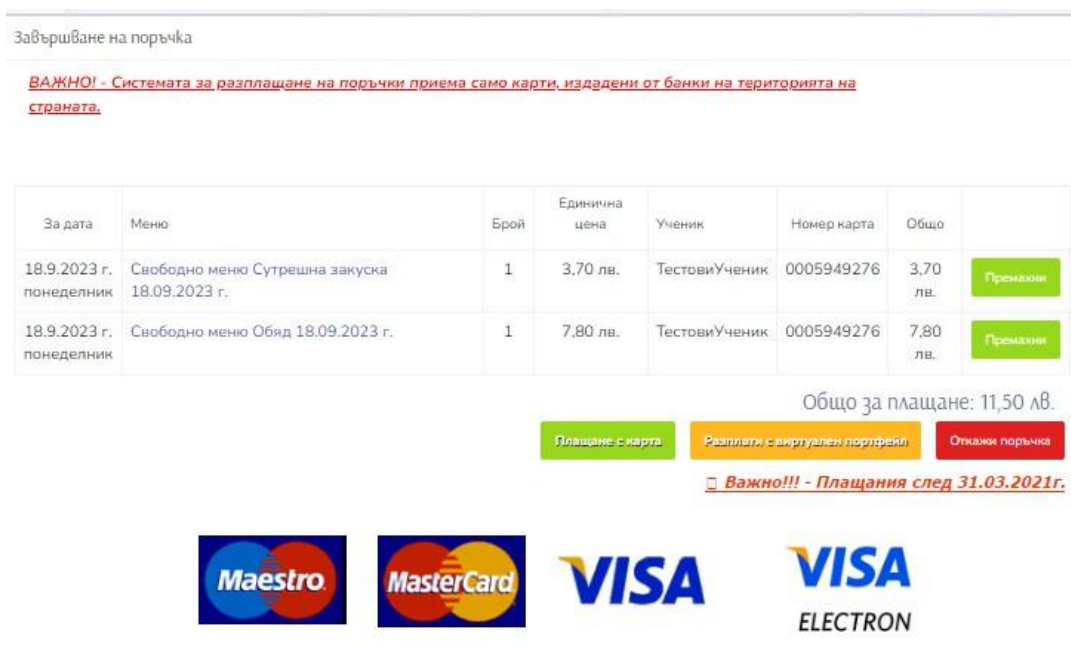 Завършване на поръчка
ВАЖНО! - Системата за разплащане на поръчки приема само карти, издадени от банки на територията на
страната.
За дата Меню Брой Единична цена Ученик Номер карта Общо
18.9.2023 г. понеделник Свободно меню Сутрешна закуска 18.09.2023 г. 1 3,70 лв. ТестовиУченик 0005949276 3,70 лв. Премахни
18.9.2023 г. понеделник Свободно меню Обяд 18.09.2023 г. 1 7,80 лв. ТестовиУченик 0005949276 7,80 лв. Премахни
Общо за плащане: 11,50 лв.
Плащане с карта Разплати с виртуален портфейл Откажи поръчка
Важно!!! - Плащания след 31.03.2021г.
Maestro MasterCard VISA VISA
ELECTRON